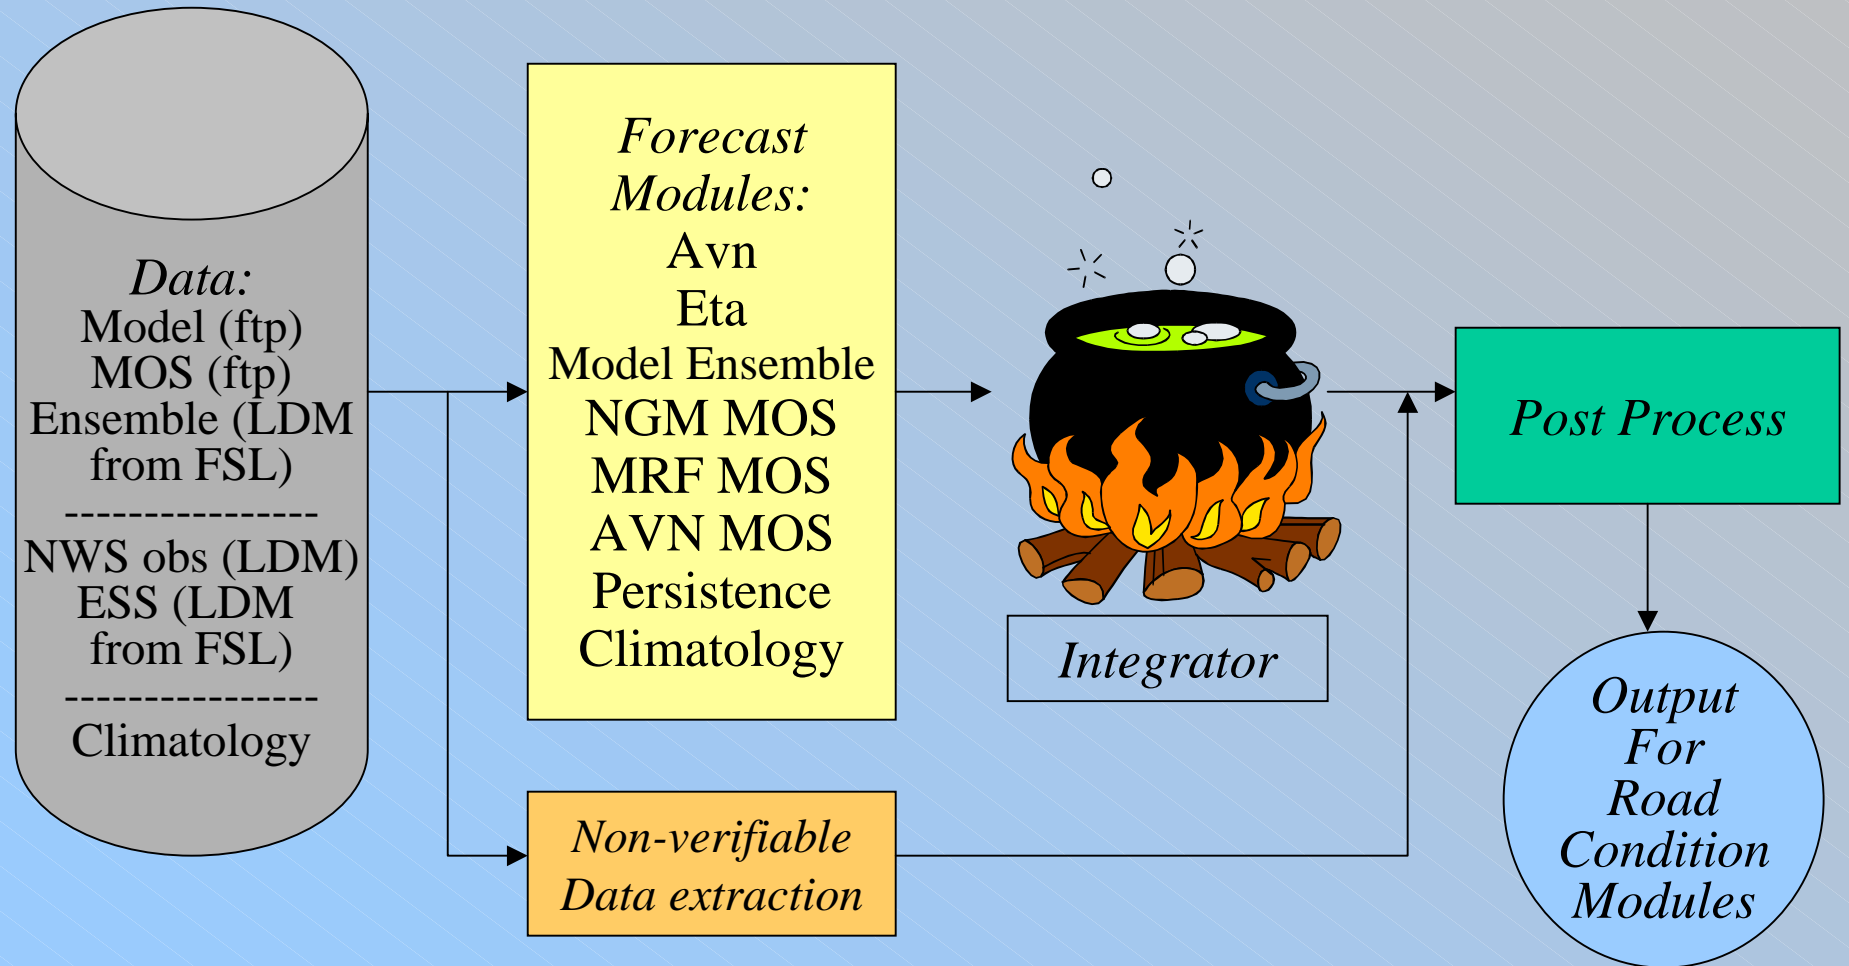 Data:
Model (ftp)
MOS (ftp)
Ensemble (LDM
from FSL)
----------------
NWS obs (LDM)
ESS (LDM
from FSL)
----------------
Climatology
Forecast
Modules:
Avn
Eta
Model Ensemble
NGM MOS
MRF MOS
AVN MOS
Persistence
Climatology
Non-verifiable
Data extraction
Integrator
Post Process
Output
For
Road
Condition
Modules